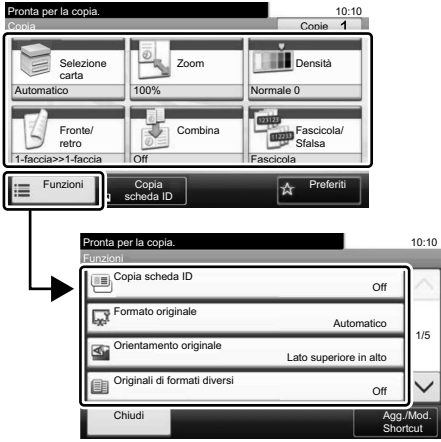 Pronta per la copia. 10:10
Copia Copie 1
Selezione
carta
Automatico
Zoom
100%
Densità
Normale 0
Fronte/
retro
1-faccia>>1-faccia
Combina
Off
Fascicola/
Sfalsa
Fascicola
Funzioni
Copia
scheda ID
Preferiti
Pronta per la copia. 10:10
Funzioni
Copia scheda ID
Off
Formato originale
Automatico
1/5
Orientamento originale
Lato superiore in alto
Originali di formati diversi
Off
Chiudi
Agg./Mod.
Shortcut